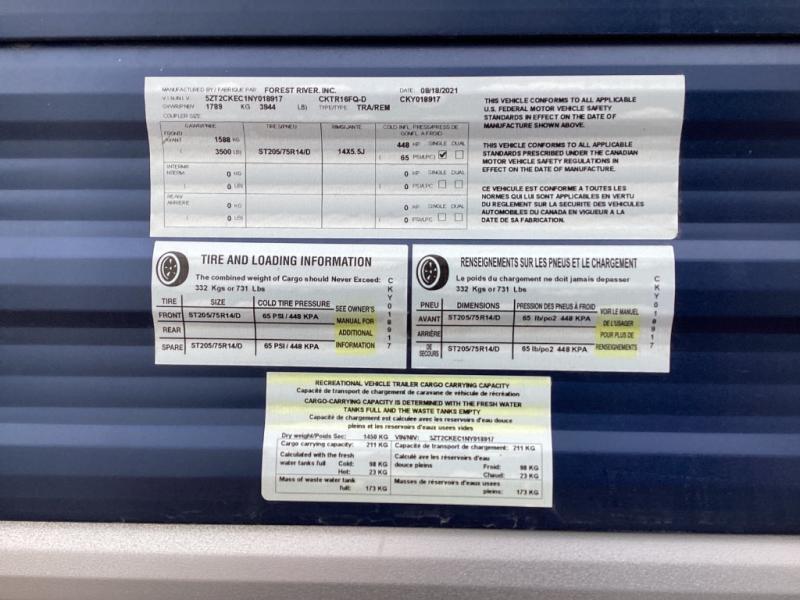 MANUFACTURED BY / FABRIQUE PAR: FOREST RIVER, INC. DATE: 08/18/2021
V.I.N./N.I.V. 5ZT2CKEC1NY018917 CKTR16FQ-D CKY018917
GVWR/PNBV 1789 KG 3944 LB) TYPE/TYPE: TRA/REM
COUPLER SIZE:
GAWR/PNBE TIRES/PNEU RIMS/JANTE COLD INFL. PRESS/PRESS DE GONFL. A FROID
FRONT/ AVANT 1588 KG 448 KP SINGLE DUAL
( 3500 LB) ST205/75R14/D 14X5.5J ( 65 PSI/LPC)
INTERM/ INTERM. 0 KG 0 KP SINGLE DUAL
( 0 LB) ( 0 PSI/LPC
REAR/ ARRIERE 0 KG 0 KP SINGLE DUAL
( 0 LB) ( 0 PSI/LPC
THIS VEHICLE CONFORMS TO ALL APPLICABLE
U.S. FEDERAL MOTOR VEHICLE SAFETY
STANDARDS IN EFFECT ON THE DATE OF
MANUFACTURE SHOWN ABOVE.
THIS VEHICLE CONFORMS TO ALL APPLICABLE
STANDARDS PRESCRIBED UNDER THE CANADIAN
MOTOR VEHICLE SAFETY REGULATIONS IN
EFFECT ON THE DATE OF MANUFACTURE.
CE VEHICULE EST CONFORME A TOUTES LES
NORMES QUI LUI SONT APPLICABLES EN VERTU
DU REGLEMENT SUR LA SECURITE DES VEHICULES
AUTOMOBILES DU CANADA EN VIGUEUR A LA
DATE DE SA FABRICATION.
TIRE AND LOADING INFORMATION
The combined weight of Cargo should Never Exceed:
332 Kgs or 731 Lbs
TIRE SIZE COLD TIRE PRESSURE
FRONT ST205/75R14/D 65 PSI / 448 KPA
REAR
SPARE ST205/75R14/D 65 PSI / 448 KPA
SEE OWNER'S
MANUAL FOR
ADDITIONAL
INFORMATION
CKY018917
RENSEIGNEMENTS SUR LES PNEUS ET LE CHARGEMENT
Le poids du chargement ne doit jamais depasser
332 Kgs or 731 Lbs
PNEU DIMENSIONS PRESSION DES PNEUS À FROID
AVANT ST205/75R14/D 65 lb/po2 448 KPA
ARRIÈRE
DE SECOURS ST205/75R14/D 65 lb/po2 448 KPA
VOIR LE MANUEL
DE L'USAGER
POUR PLUS DE
RENSEIGNEMENTS
CKY018917
RECREATIONAL VEHICLE TRAILER CARGO CARRYING CAPACITY
Capacité de transport de chargement de caravane de véhicule de récréation
CARGO-CARRYING CAPACITY IS DETERMINED WITH THE FRESH WATER
TANKS FULL AND THE WASTE TANKS EMPTY
Capacité de chargement est calculée avec les reservoirs d'eau douce
pleins et les reservoirs d'eaux usees vides
Dry weight/Poids Sec: 1450 KG VIN/NIV: 5ZT2CKEC1NY018917
Cargo carrying capacity: 211 KG Capacite de transport de chargement: 211 KG
Calculated with the fresh
water tanks full Cold: 98 KG
Hot: 23 KG
Calculé avec les réservoirs d'eau
douce pleins Froid: 98 KG
Chaud: 23 KG
Mass of waste water tank
full: 173 KG
Masses de réservoirs d'eaux usees
pleins: 173 KG